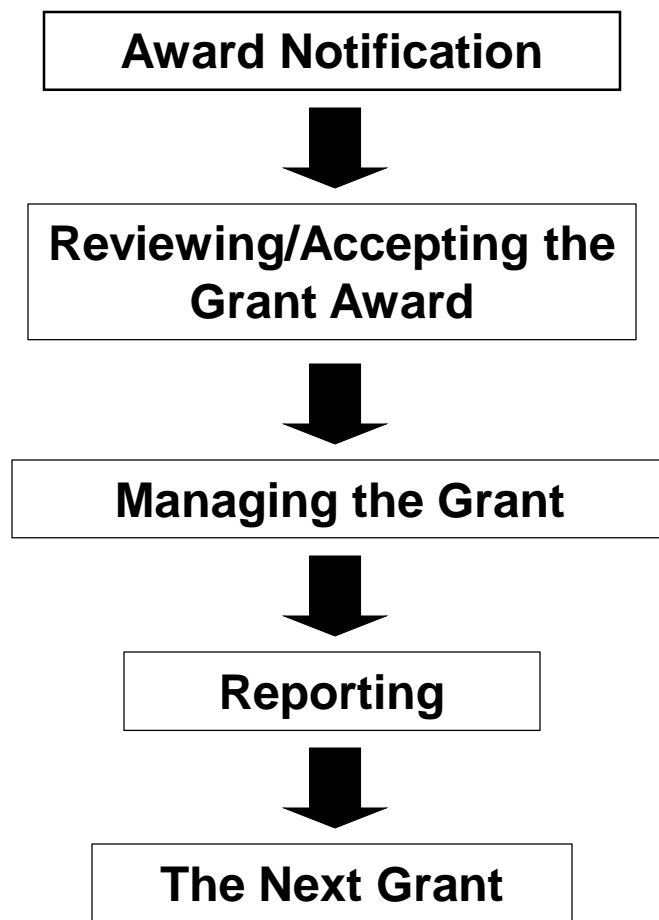 Award Notification
Reviewing/Accepting the
Grant Award
Managing the Grant
Reporting
The Next Grant